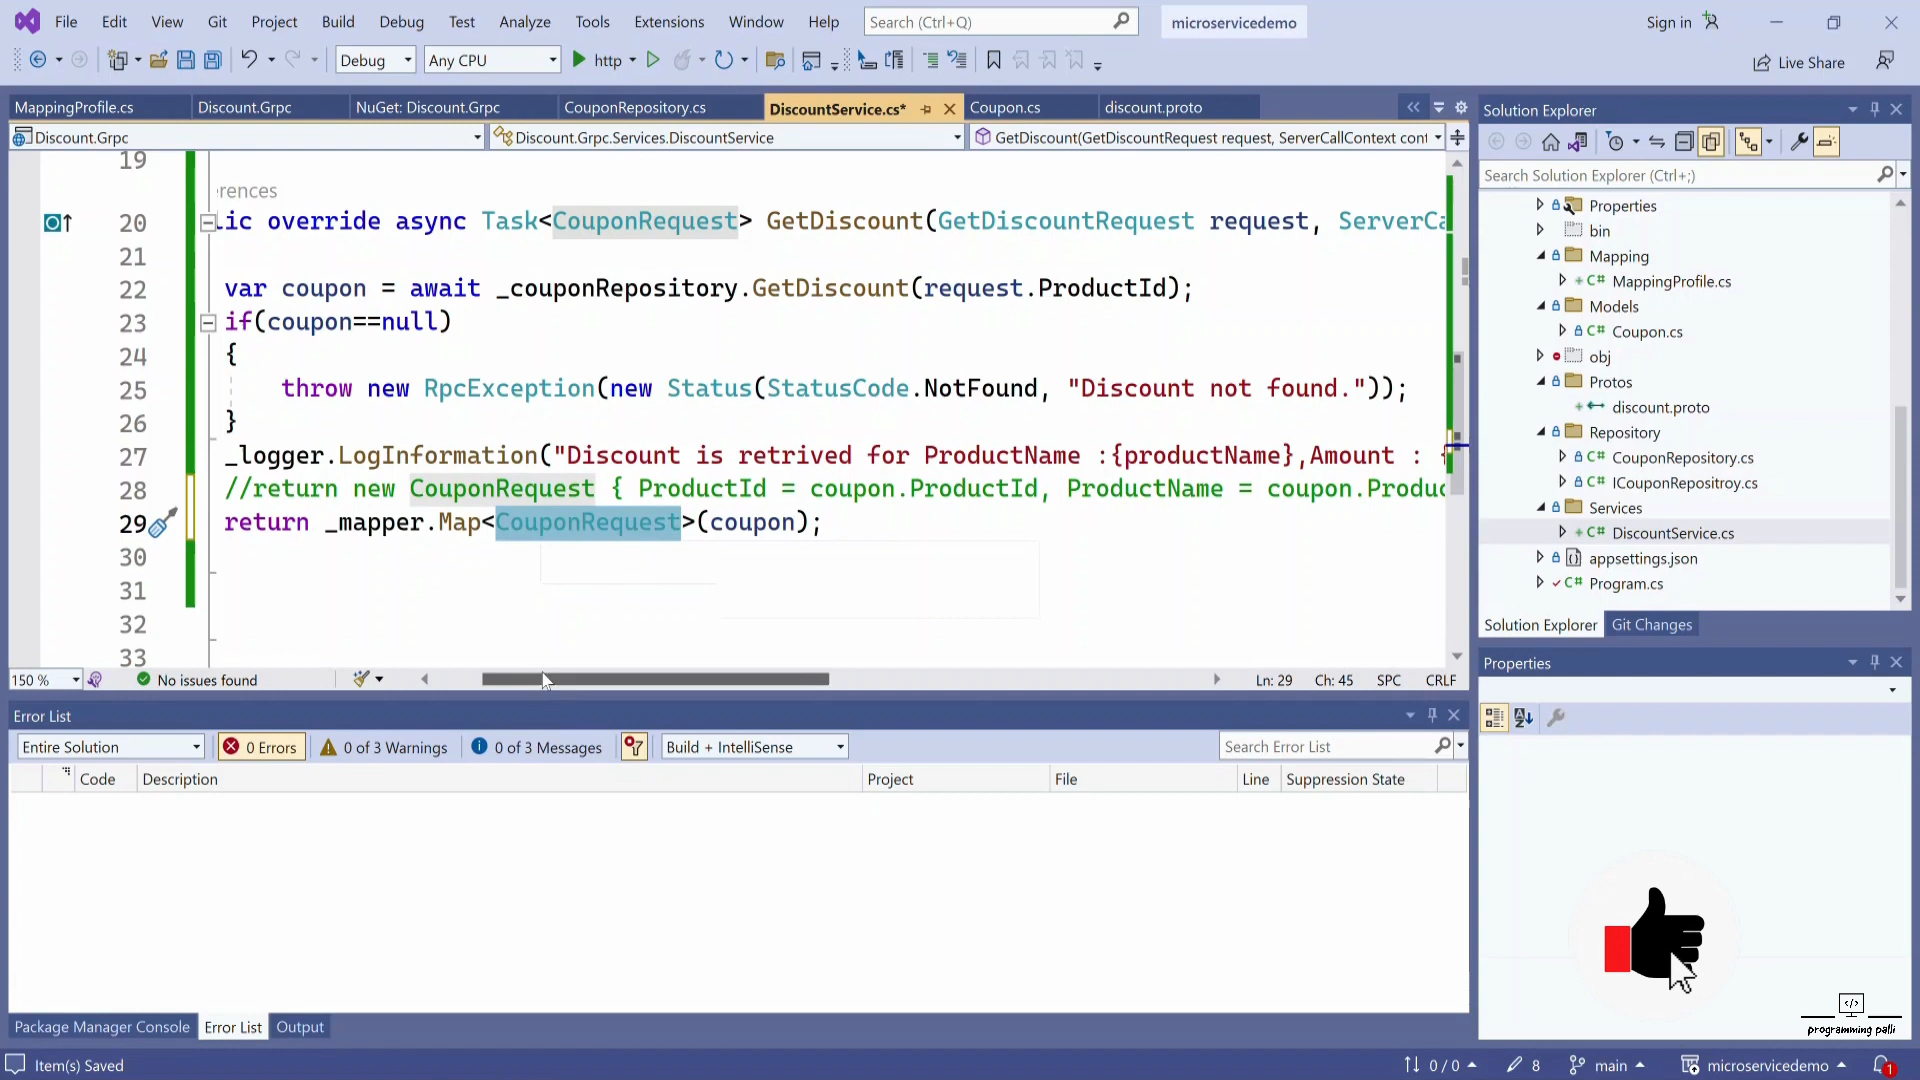 File Edit View Git Project Build Debug Test Analyze Tools Extensions Window Help Search (Ctrl+Q) microservicedemo Sign in
Debug Any CPU http Live Share
MappingProfile.cs Discount.Grpc NuGet: Discount.Grpc CouponRepository.cs DiscountService.cs* Coupon.cs discount.proto
Discount.Grpc Discount.Grpc.Services.DiscountService GetDiscount(GetDiscountRequest request, ServerCallContext cont
19
erences
20 lic override async Task<CouponRequest> GetDiscount(GetDiscountRequest request, ServerCa
21
22 var coupon = await _couponRepository.GetDiscount(request.ProductId);
23 if(coupon==null)
24 {
25 throw new RpcException(new Status(StatusCode.NotFound, "Discount not found."));
26 }
27 _logger.LogInformation("Discount is retrived for ProductName :{productName},Amount : {
28 //return new CouponRequest { ProductId = coupon.ProductId, ProductName = coupon.Produc
29 return _mapper.Map<CouponRequest>(coupon);
30
31
32
33
150 % No issues found Ln: 29 Ch: 45 SPC CRLF
Error List
Entire Solution 0 Errors 0 of 3 Warnings 0 of 3 Messages Build + IntelliSense Search Error List
Code Description Project File Line Suppression State
Package Manager Console Error List Output
Solution Explorer
Search Solution Explorer (Ctrl+;)
Properties
bin
Mapping
C# MappingProfile.cs
Models
C# Coupon.cs
obj
Protos
discount.proto
Repository
C# CouponRepository.cs
C# ICouponRepositroy.cs
Services
C# DiscountService.cs
appsettings.json
C# Program.cs
Solution Explorer Git Changes
Properties
programming palli
Item(s) Saved 0 / 0 8 main microservicedemo 1